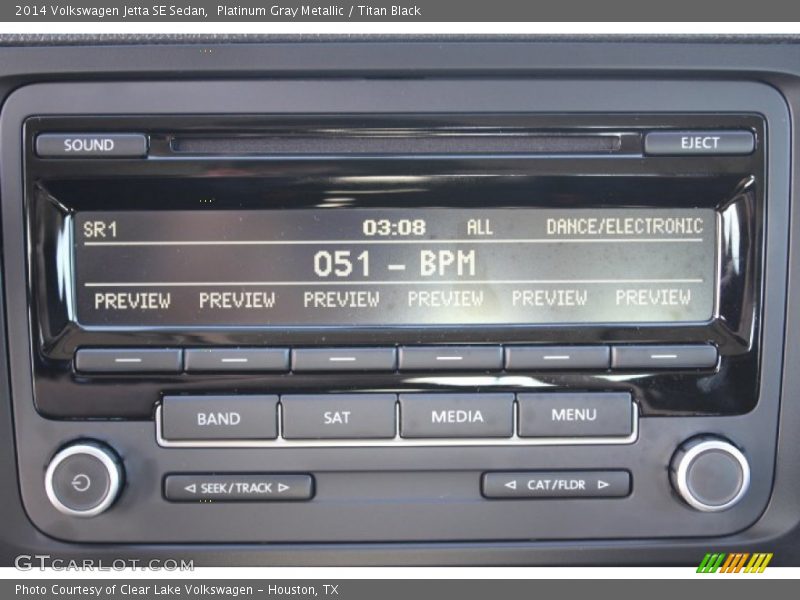 2014 Volkswagen Jetta SE Sedan,  Platinum Gray Metallic / Titan Black
SOUND
EJECT
SR1 03:08 ALL DANCE/ELECTRONIC
051 - BPM
PREVIEW PREVIEW PREVIEW PREVIEW PREVIEW PREVIEW
BAND SAT MEDIA MENU
SEEK/TRACK CAT/FLDR
GTCARLOT.COM
Photo Courtesy of Clear Lake Volkswagen - Houston, TX